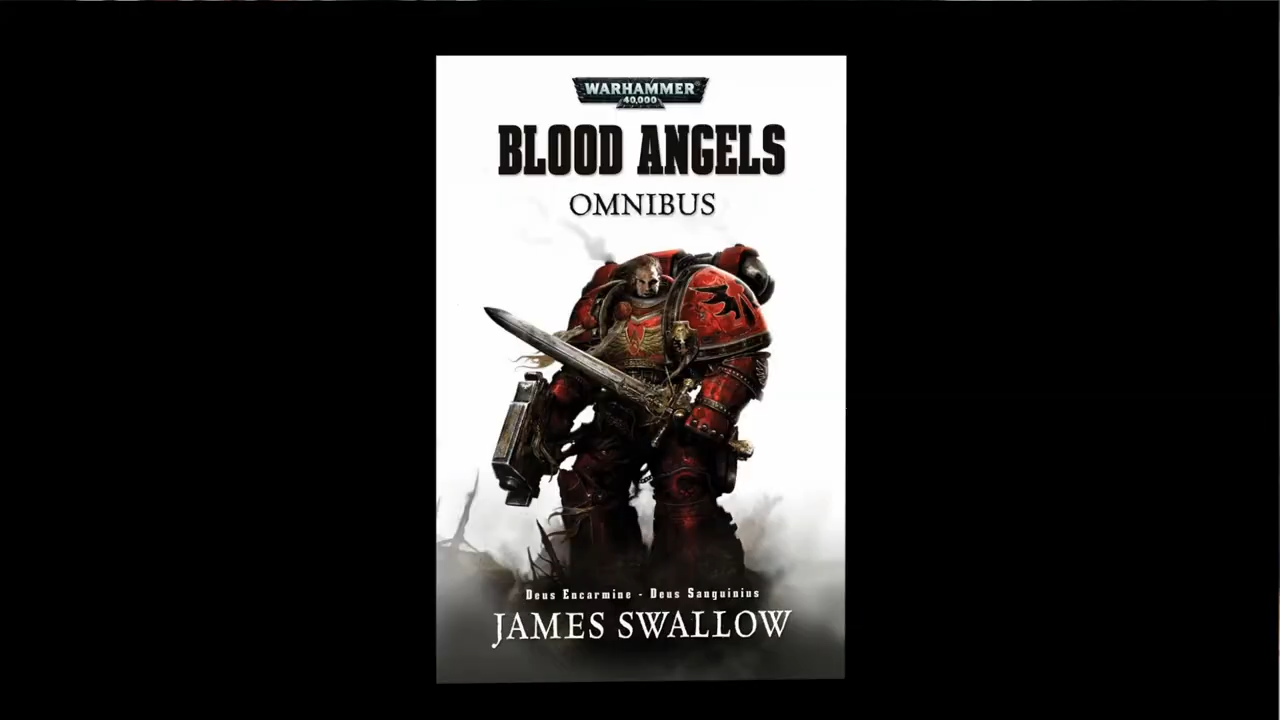 WARHAMMER
40,000
BLOOD ANGELS
OMNIBUS
Deus Encarmine - Deus Sanguinius
JAMES SWALLOW